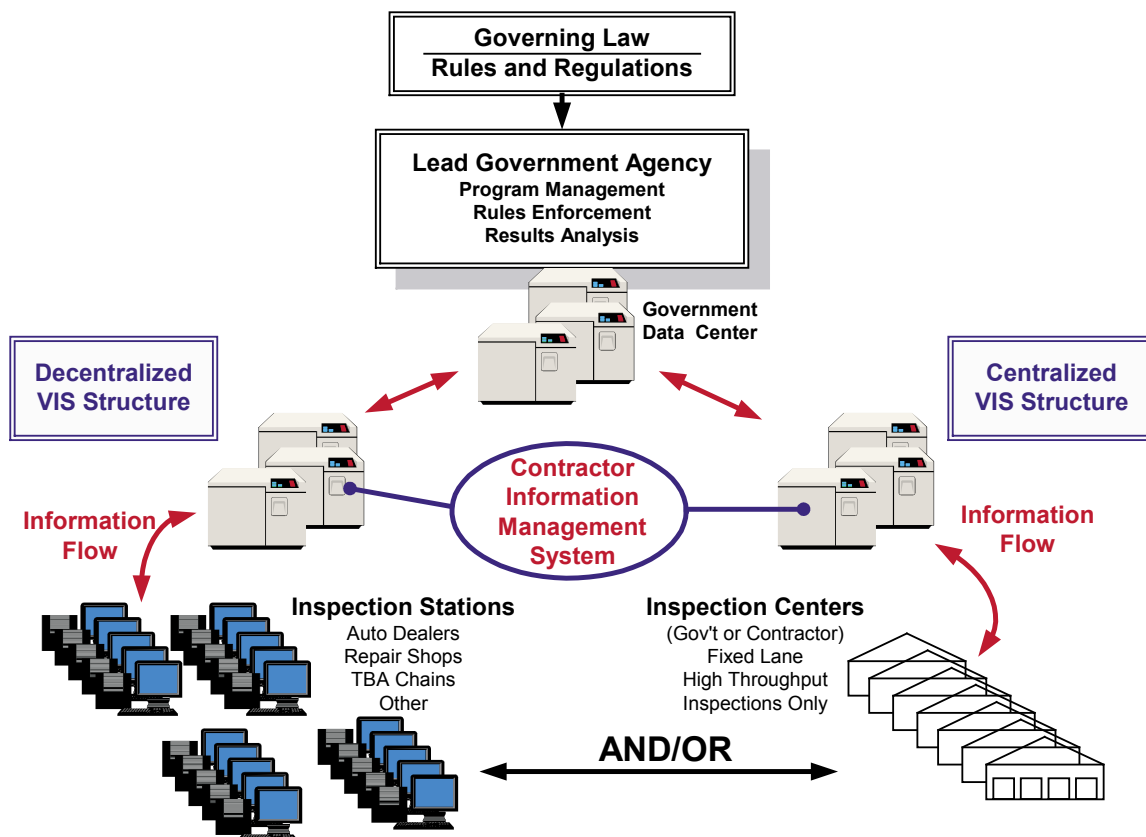 Governing Law
Rules and Regulations
Lead Government Agency
Program Management
Rules Enforcement
Results Analysis
Government
Data Center
Decentralized
VIS Structure
Centralized
VIS Structure
Contractor
Information
Management
System
Information
Flow
Information
Flow
Inspection Stations
Auto Dealers
Repair Shops
TBA Chains
Other
Inspection Centers
(Gov't or Contractor)
Fixed Lane
High Throughput
Inspections Only
AND/OR